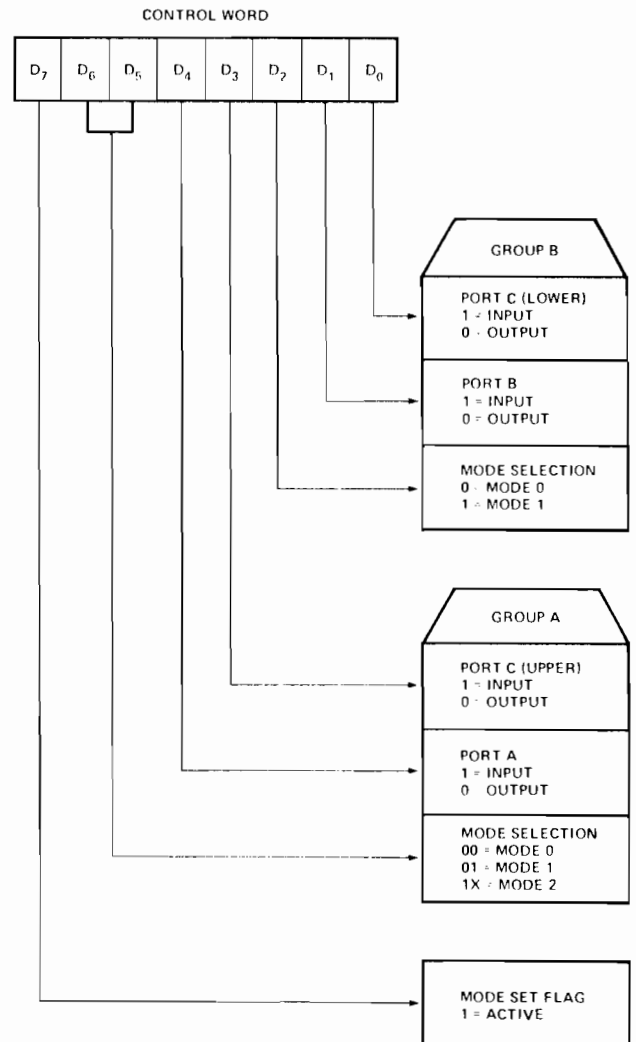 CONTROL WORD
D7 D6 D5 D4 D3 D2 D1 D0
GROUP B
PORT C (LOWER)
1 = INPUT
0 = OUTPUT
PORT B
1 = INPUT
0 = OUTPUT
MODE SELECTION
0 = MODE 0
1 = MODE 1
GROUP A
PORT C (UPPER)
1 = INPUT
0 = OUTPUT
PORT A
1 = INPUT
0 OUTPUT
MODE SELECTION
00 = MODE 0
01 = MODE 1
1X = MODE 2
MODE SET FLAG
1 = ACTIVE